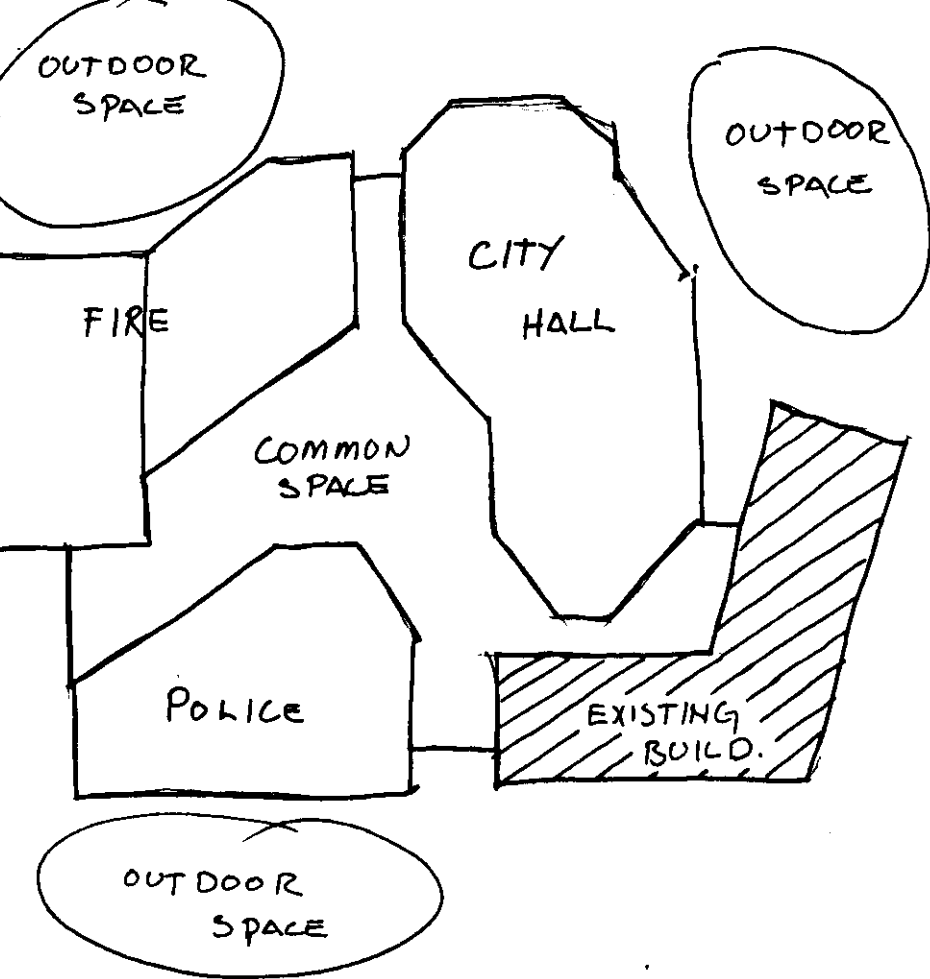 OUTDOOR
SPACE
OUTDOOR
SPACE
CITY
HALL
FIRE
COMMON
SPACE
POLICE
EXISTING
BUILD.
OUTDOOR
SPACE